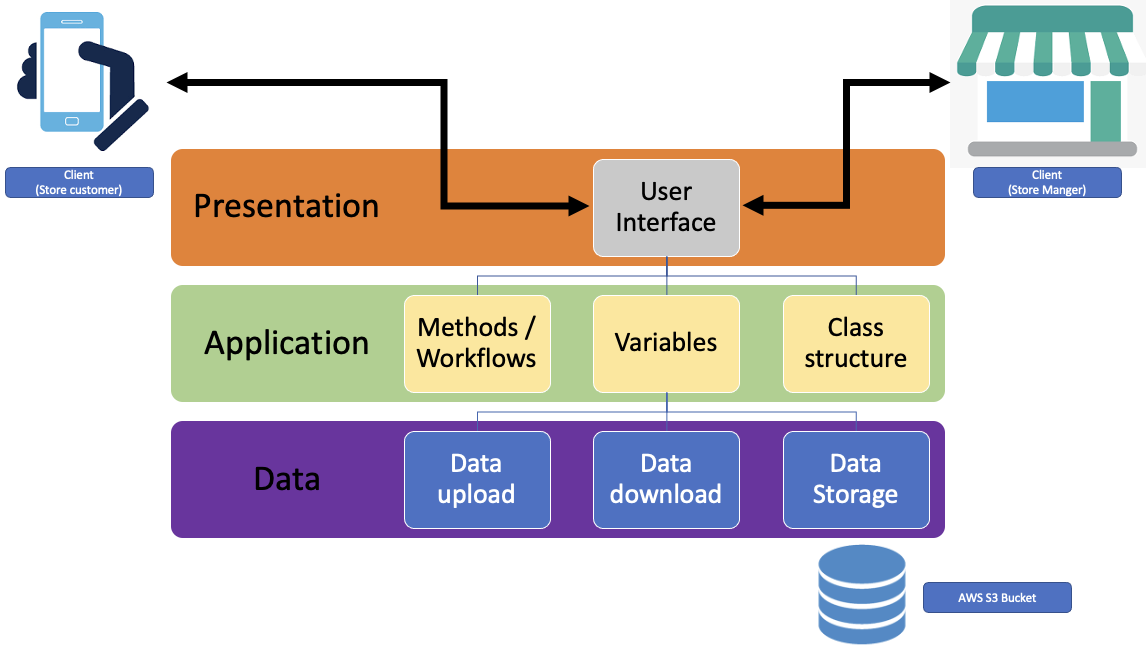 Client
(Store customer)
Client
(Store Manger)
Presentation
User
Interface
Application
Methods /
Workflows
Variables
Class
structure
Data
Data
upload
Data
download
Data
Storage
AWS S3 Bucket